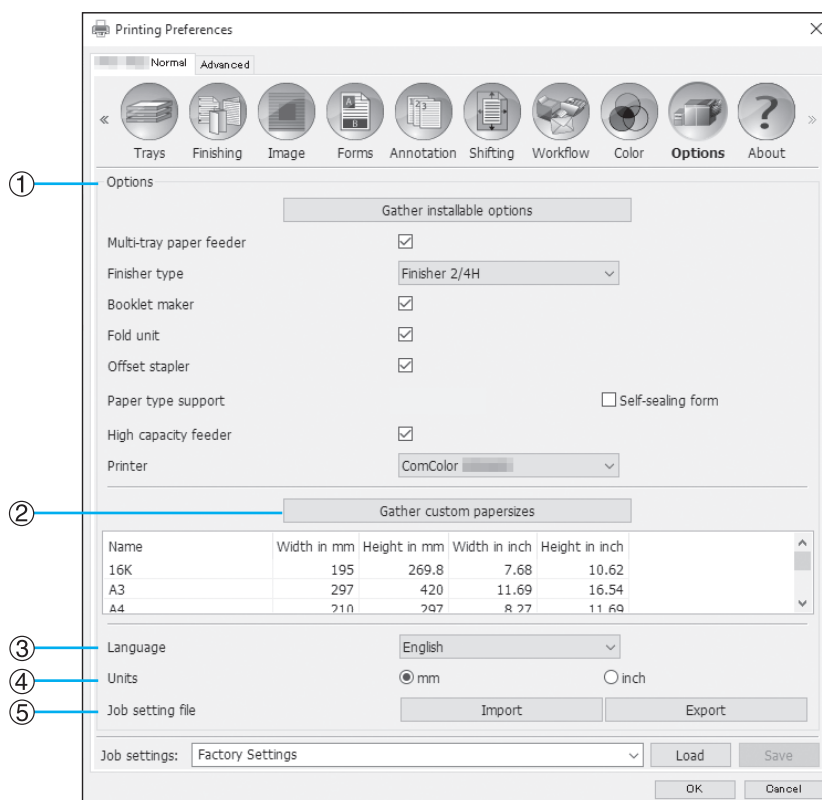 Printing Preferences
Normal Advanced
« Trays Finishing Image Forms Annotation Shifting Workflow Color Options About »
A
B
1 2 3
?
① Options
Gather installable options
Multi-tray paper feeder
Finisher type Finisher 2/4H
Booklet maker
Fold unit
Offset stapler
Paper type support Self-sealing form
High capacity feeder
Printer ComColor
② Gather custom papersizes
Name Width in mm Height in mm Width in inch Height in inch
16K 195 269.8 7.68 10.62
A3 297 420 11.69 16.54
A4 210 297 8.27 11.69
③ Language English
④ Units mm inch
⑤ Job setting file Import Export
Job settings: Factory Settings Load Save
OK Cancel